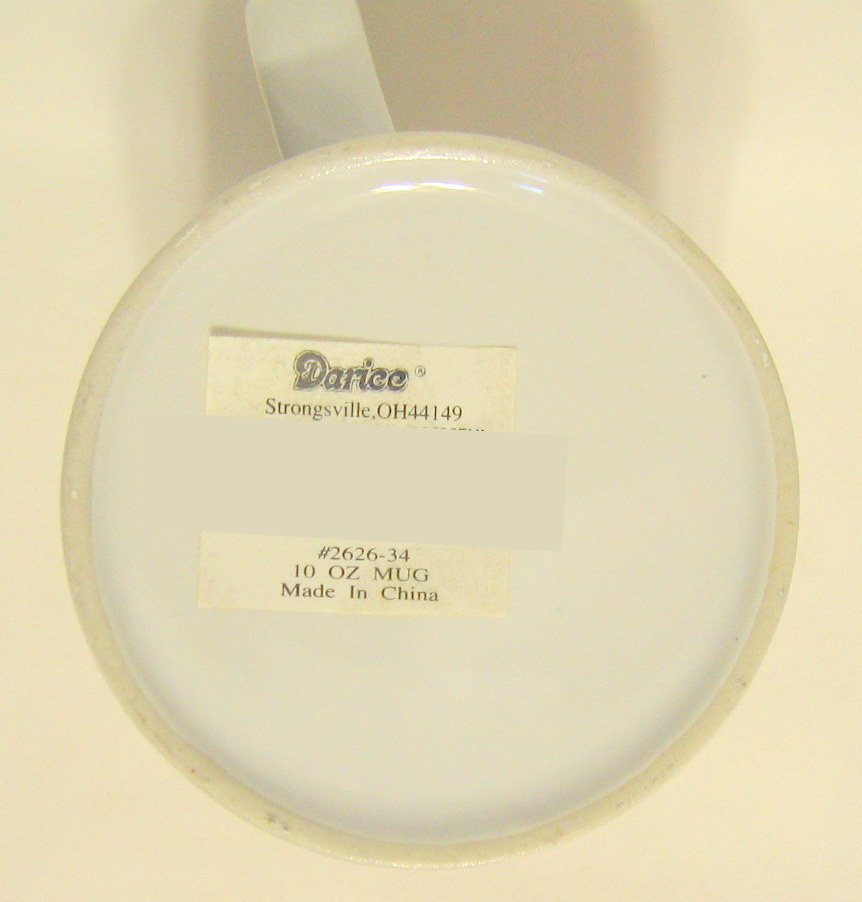 Darice ®
Strongsville,OH44149
#2626-34
10 OZ MUG
Made In China